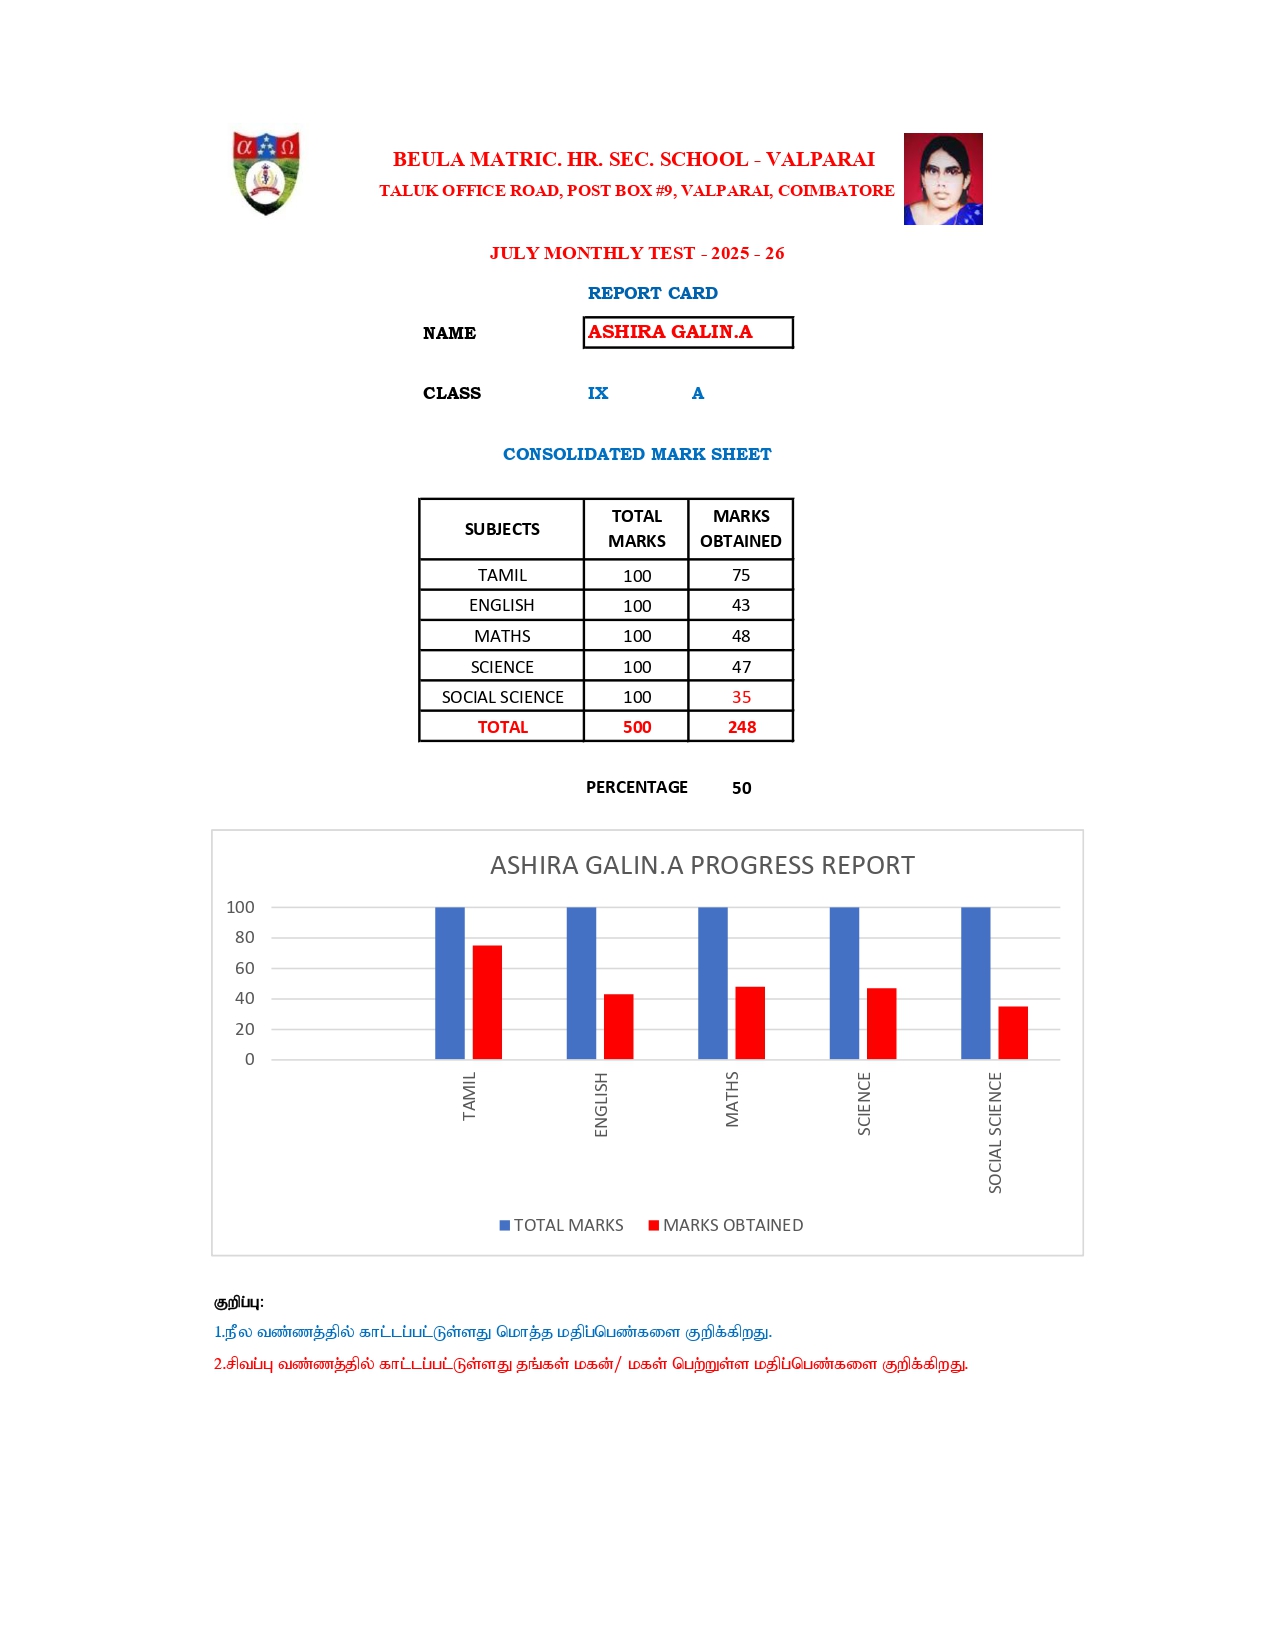 α Ω
BEULA MATRIC. HR. SEC. SCHOOL - VALPARAI
TALUK OFFICE ROAD, POST BOX #9, VALPARAI, COIMBATORE
JULY MONTHLY TEST - 2025 - 26
REPORT CARD
NAME ASHIRA GALIN.A
CLASS IX A
CONSOLIDATED MARK SHEET
SUBJECTS TOTAL MARKS MARKS OBTAINED
TAMIL 100 75
ENGLISH 100 43
MATHS 100 48
SCIENCE 100 47
SOCIAL SCIENCE 100 35
TOTAL 500 248
PERCENTAGE 50
ASHIRA GALIN.A PROGRESS REPORT
100
80
60
40
20
0
TAMIL ENGLISH MATHS SCIENCE SOCIAL SCIENCE
TOTAL MARKS MARKS OBTAINED
குறிப்பு:
1.நீல வண்ணத்தில் காட்டப்பட்டுள்ளது மொத்த மதிப்பெண்களை குறிக்கிறது.
2.சிவப்பு வண்ணத்தில் காட்டப்பட்டுள்ளது தங்கள் மகன்/ மகள் பெற்றுள்ள மதிப்பெண்களை குறிக்கிறது.